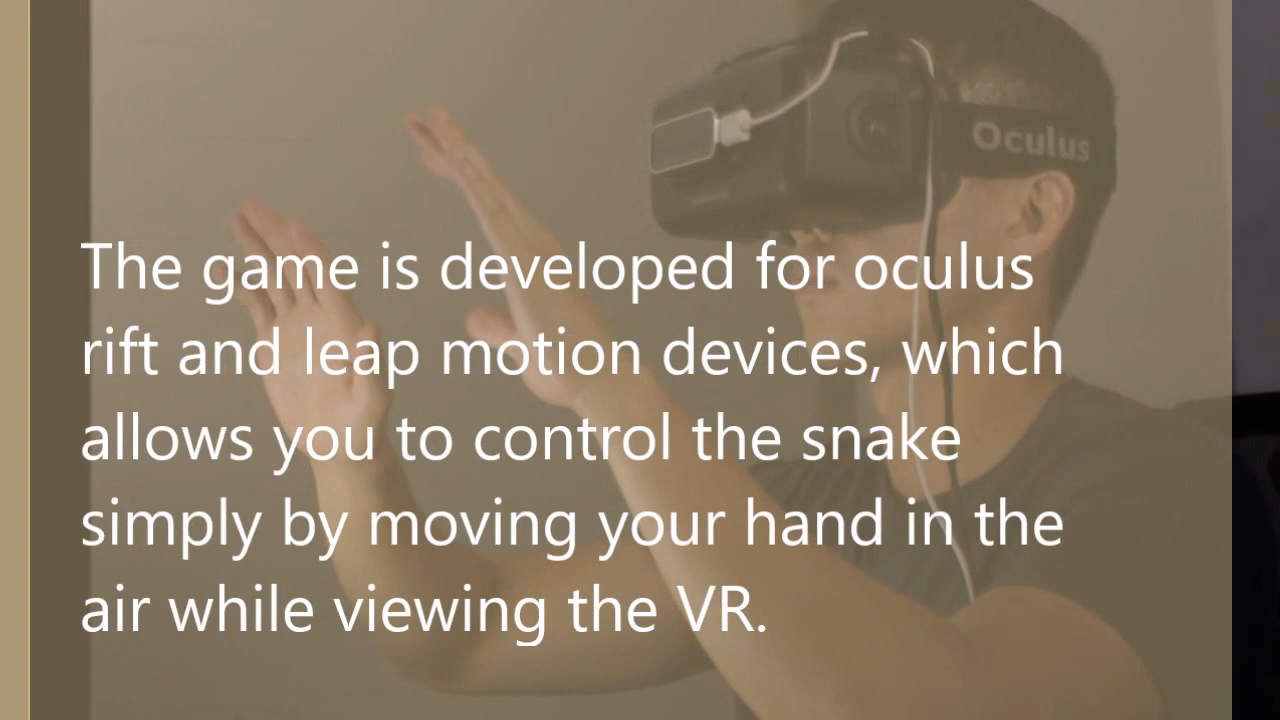 Oculus
The game is developed for oculus
rift and leap motion devices, which
allows you to control the snake
simply by moving your hand in the
air while viewing the VR.